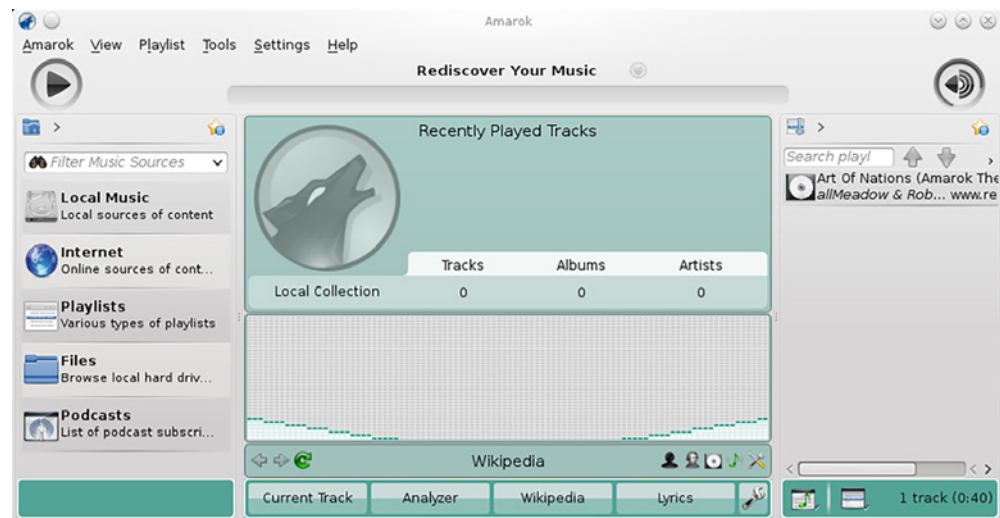 Amarok
Amarok View Playlist Tools Settings Help
Rediscover Your Music
>
Filter Music Sources
Local Music
Local sources of content
Internet
Online sources of cont...
Playlists
Various types of playlists
Files
Browse local hard driv...
Podcasts
List of podcast subscri...
Recently Played Tracks
Tracks Albums Artists
Local Collection 0 0 0
Wikipedia
Current Track Analyzer Wikipedia Lyrics
>
Search playl
Art Of Nations (Amarok The
allMeadow & Rob... www.re
1 track (0:40)